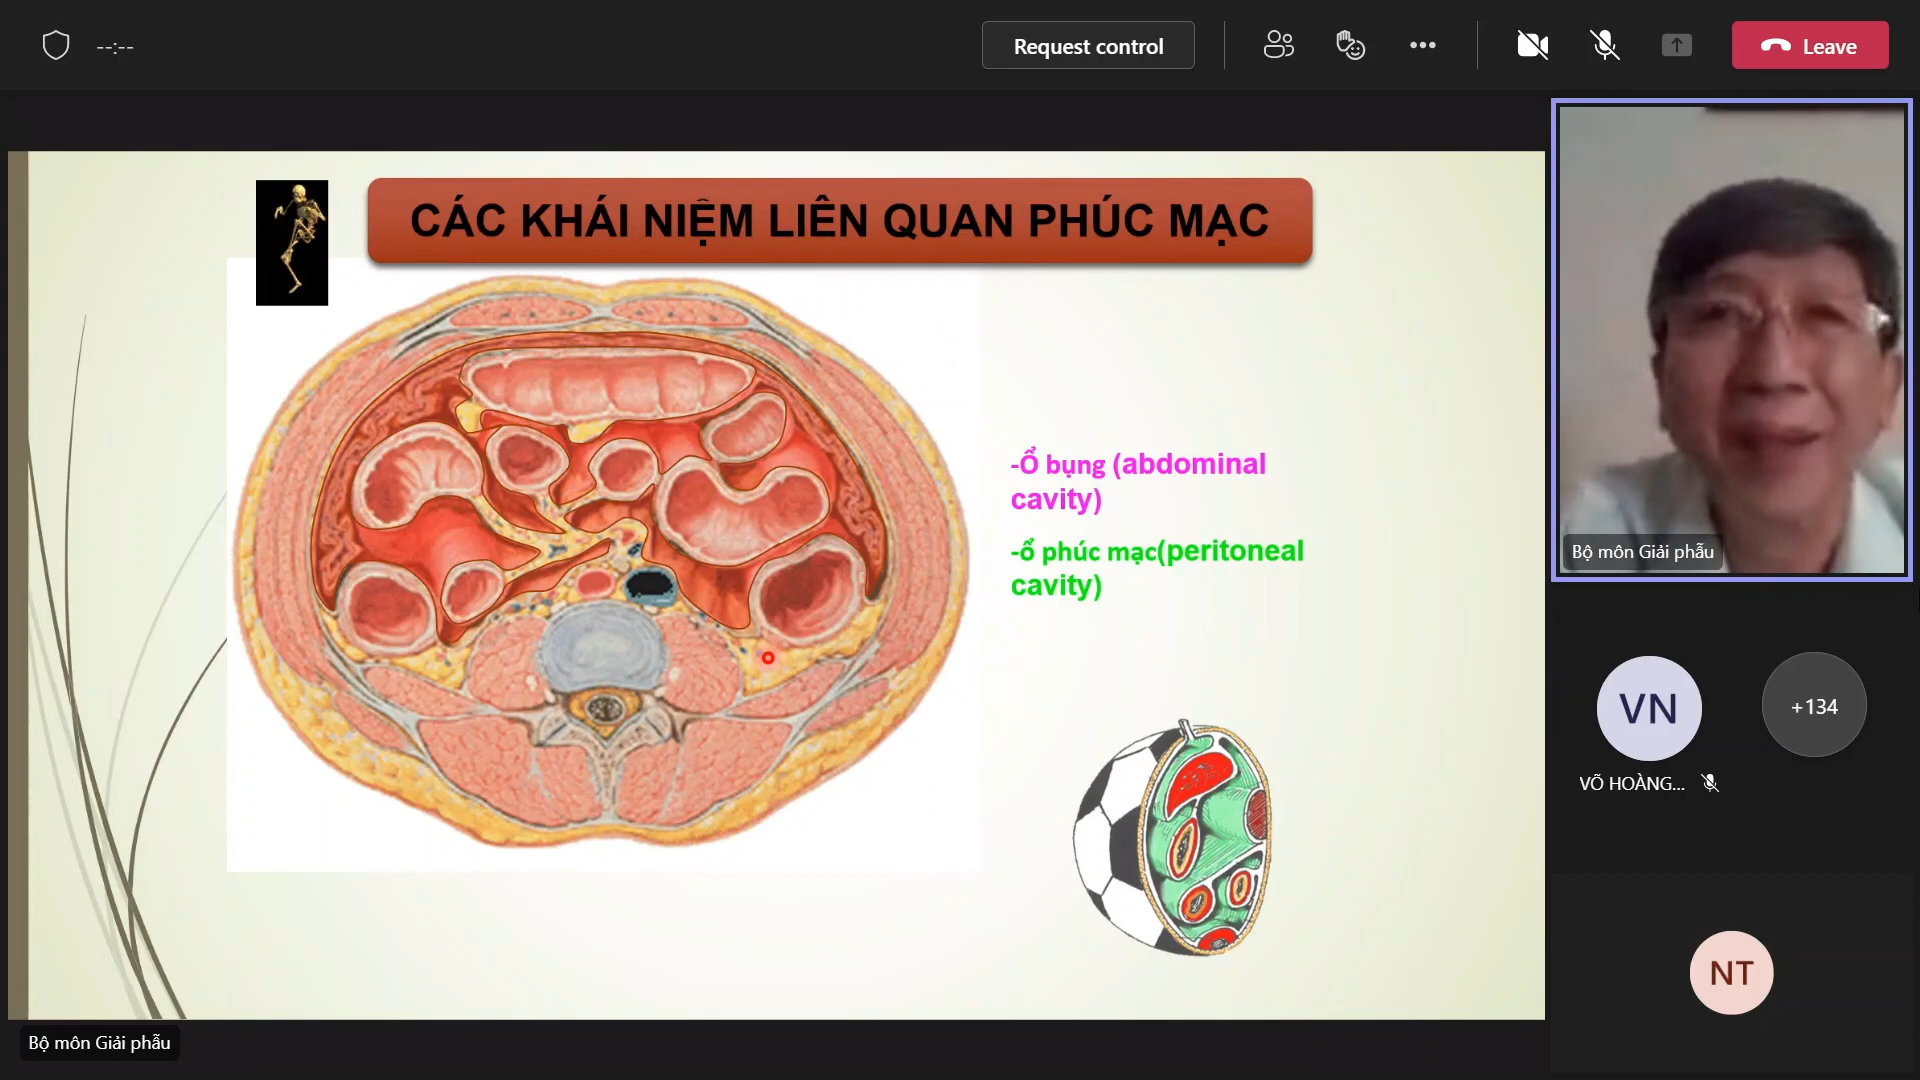 --:--
Request control
Leave
CÁC KHÁI NIỆM LIÊN QUAN PHÚC MẠC
-Ổ bụng (abdominal
cavity)
-ổ phúc mạc(peritoneal
cavity)
Bộ môn Giải phẫu
VN
+134
VÕ HOÀNG...
NT
Bộ môn Giải phẫu